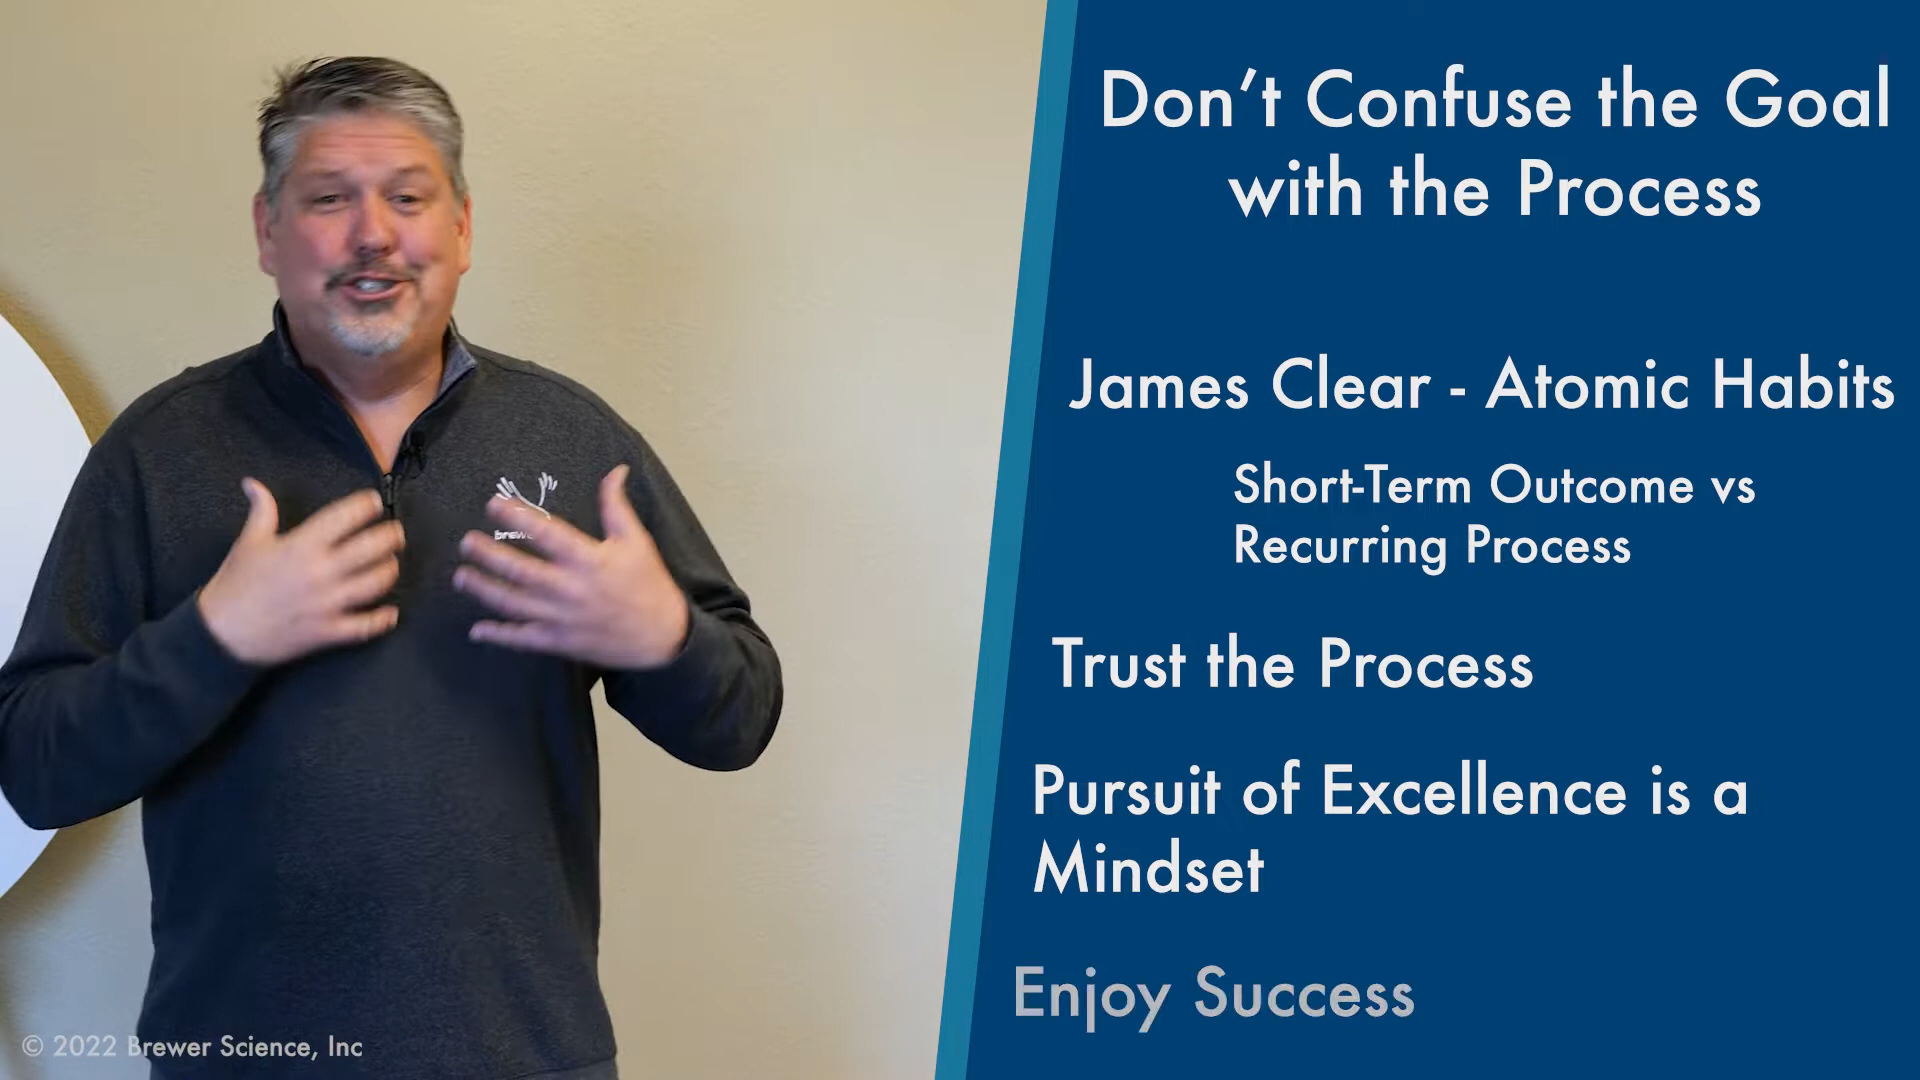 Don't Confuse the Goal
with the Process
James Clear - Atomic Habits
Short-Term Outcome vs
Recurring Process
Trust the Process
Pursuit of Excellence is a
Mindset
Enjoy Success
© 2022 Brewer Science, Inc